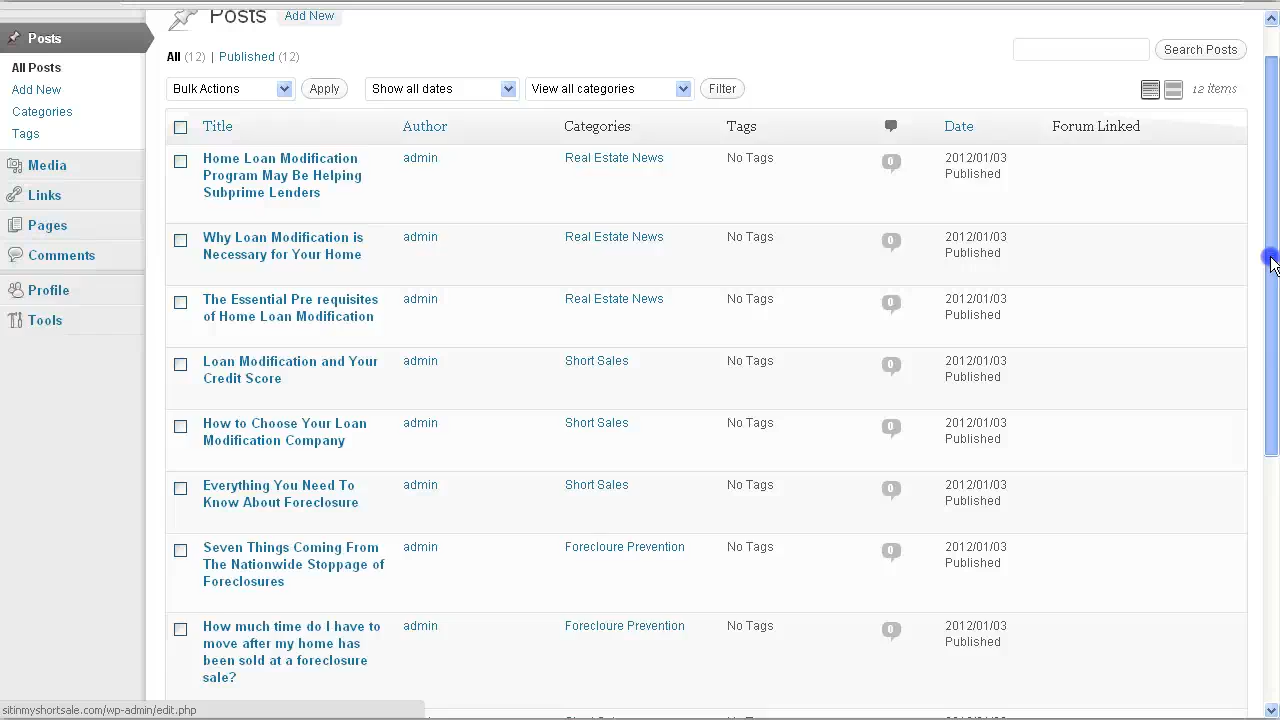 Posts Add New
Posts
All (12) | Published (12)
Search Posts
All Posts
Add New
Categories
Tags
Media
Links
Pages
Comments
Profile
Tools
Bulk Actions Apply Show all dates View all categories Filter 12 items
Title Author Categories Tags Date Forum Linked
Home Loan Modification admin Real Estate News No Tags 0 2012/01/03
Program May Be Helping Published
Subprime Lenders
Why Loan Modification is admin Real Estate News No Tags 0 2012/01/03
Necessary for Your Home Published
The Essential Pre requisites admin Real Estate News No Tags 0 2012/01/03
of Home Loan Modification Published
Loan Modification and Your admin Short Sales No Tags 0 2012/01/03
Credit Score Published
How to Choose Your Loan admin Short Sales No Tags 0 2012/01/03
Modification Company Published
Everything You Need To admin Short Sales No Tags 0 2012/01/03
Know About Foreclosure Published
Seven Things Coming From admin Forecloure Prevention No Tags 0 2012/01/03
The Nationwide Stoppage of Published
Foreclosures
How much time do I have to admin Forecloure Prevention No Tags 0 2012/01/03
move after my home has Published
been sold at a foreclosure
sale?
sitinmyshortsale.com/wp-admin/edit.php